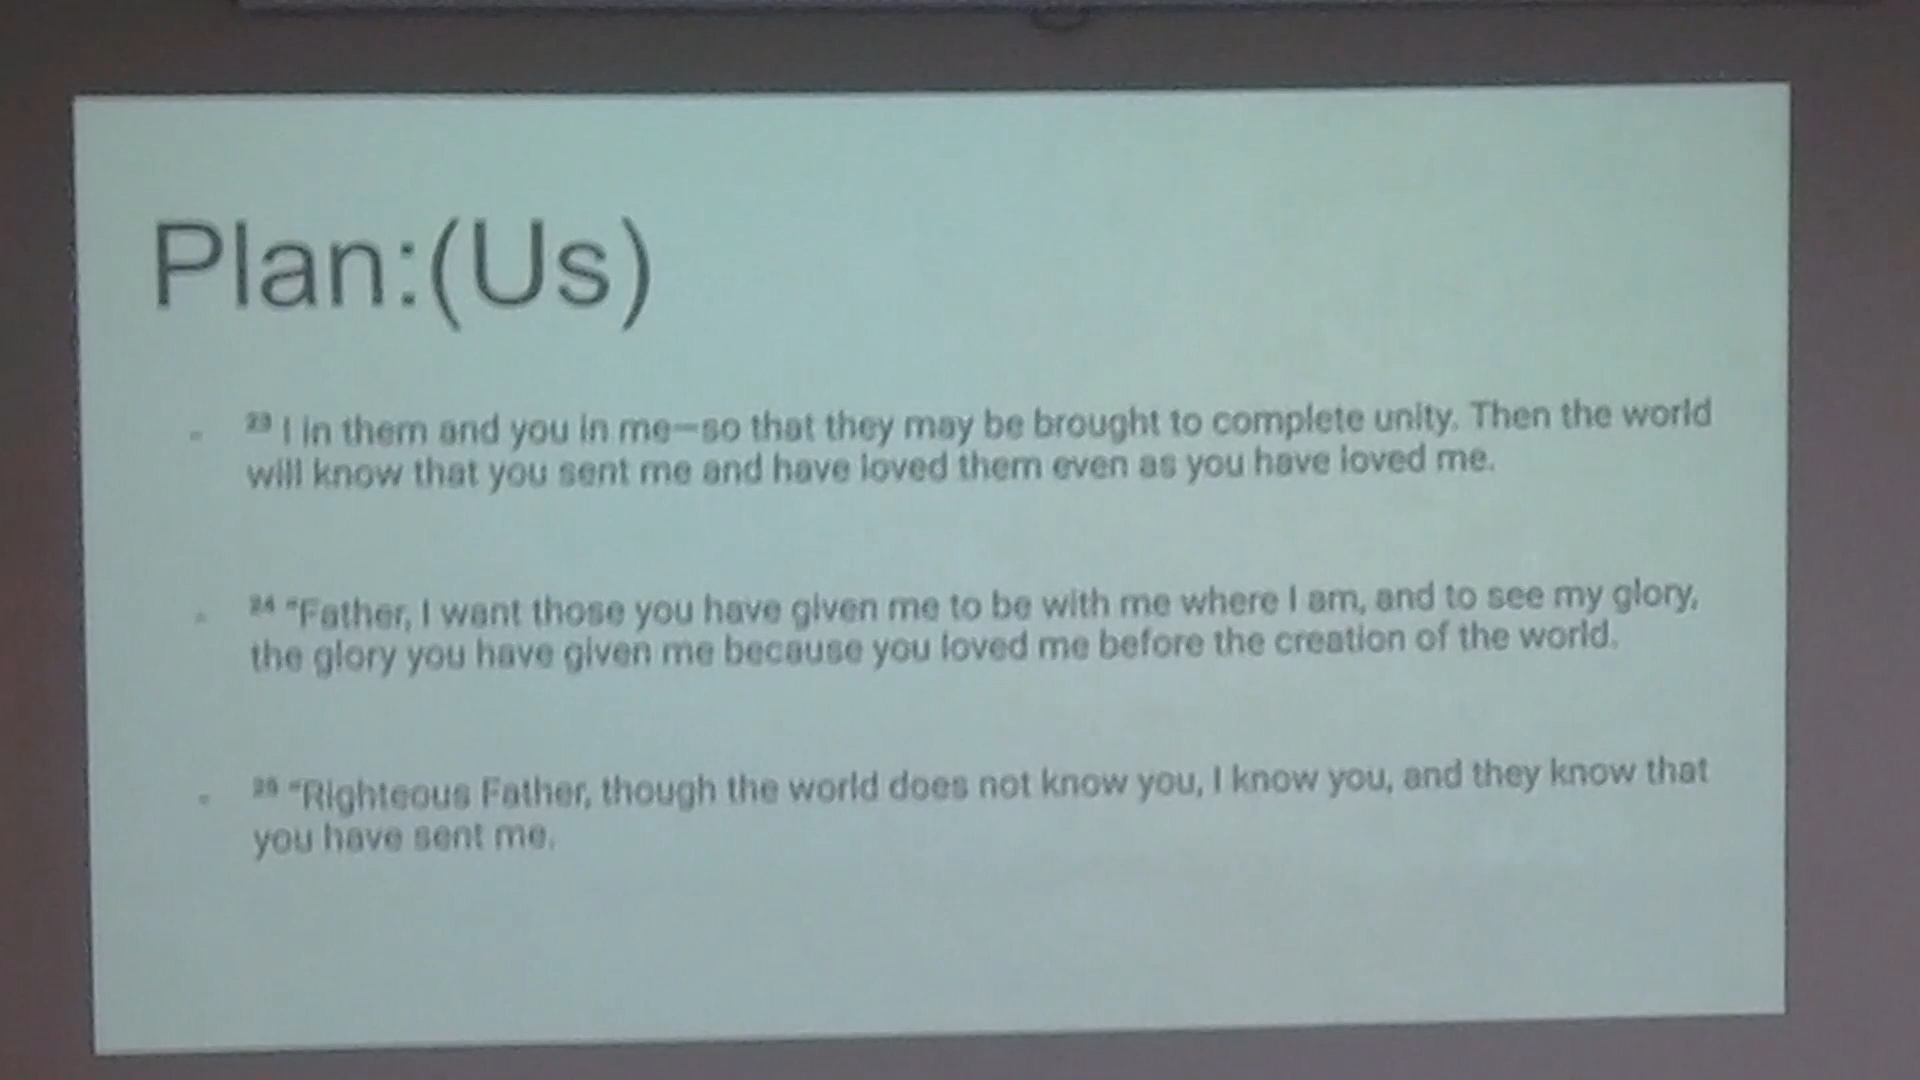 Plan:(Us)
23 I in them and you in me—so that they may be brought to complete unity. Then the world
will know that you sent me and have loved them even as you have loved me.
24 "Father, I want those you have given me to be with me where I am, and to see my glory,
the glory you have given me because you loved me before the creation of the world.
25 "Righteous Father, though the world does not know you, I know you, and they know that
you have sent me.